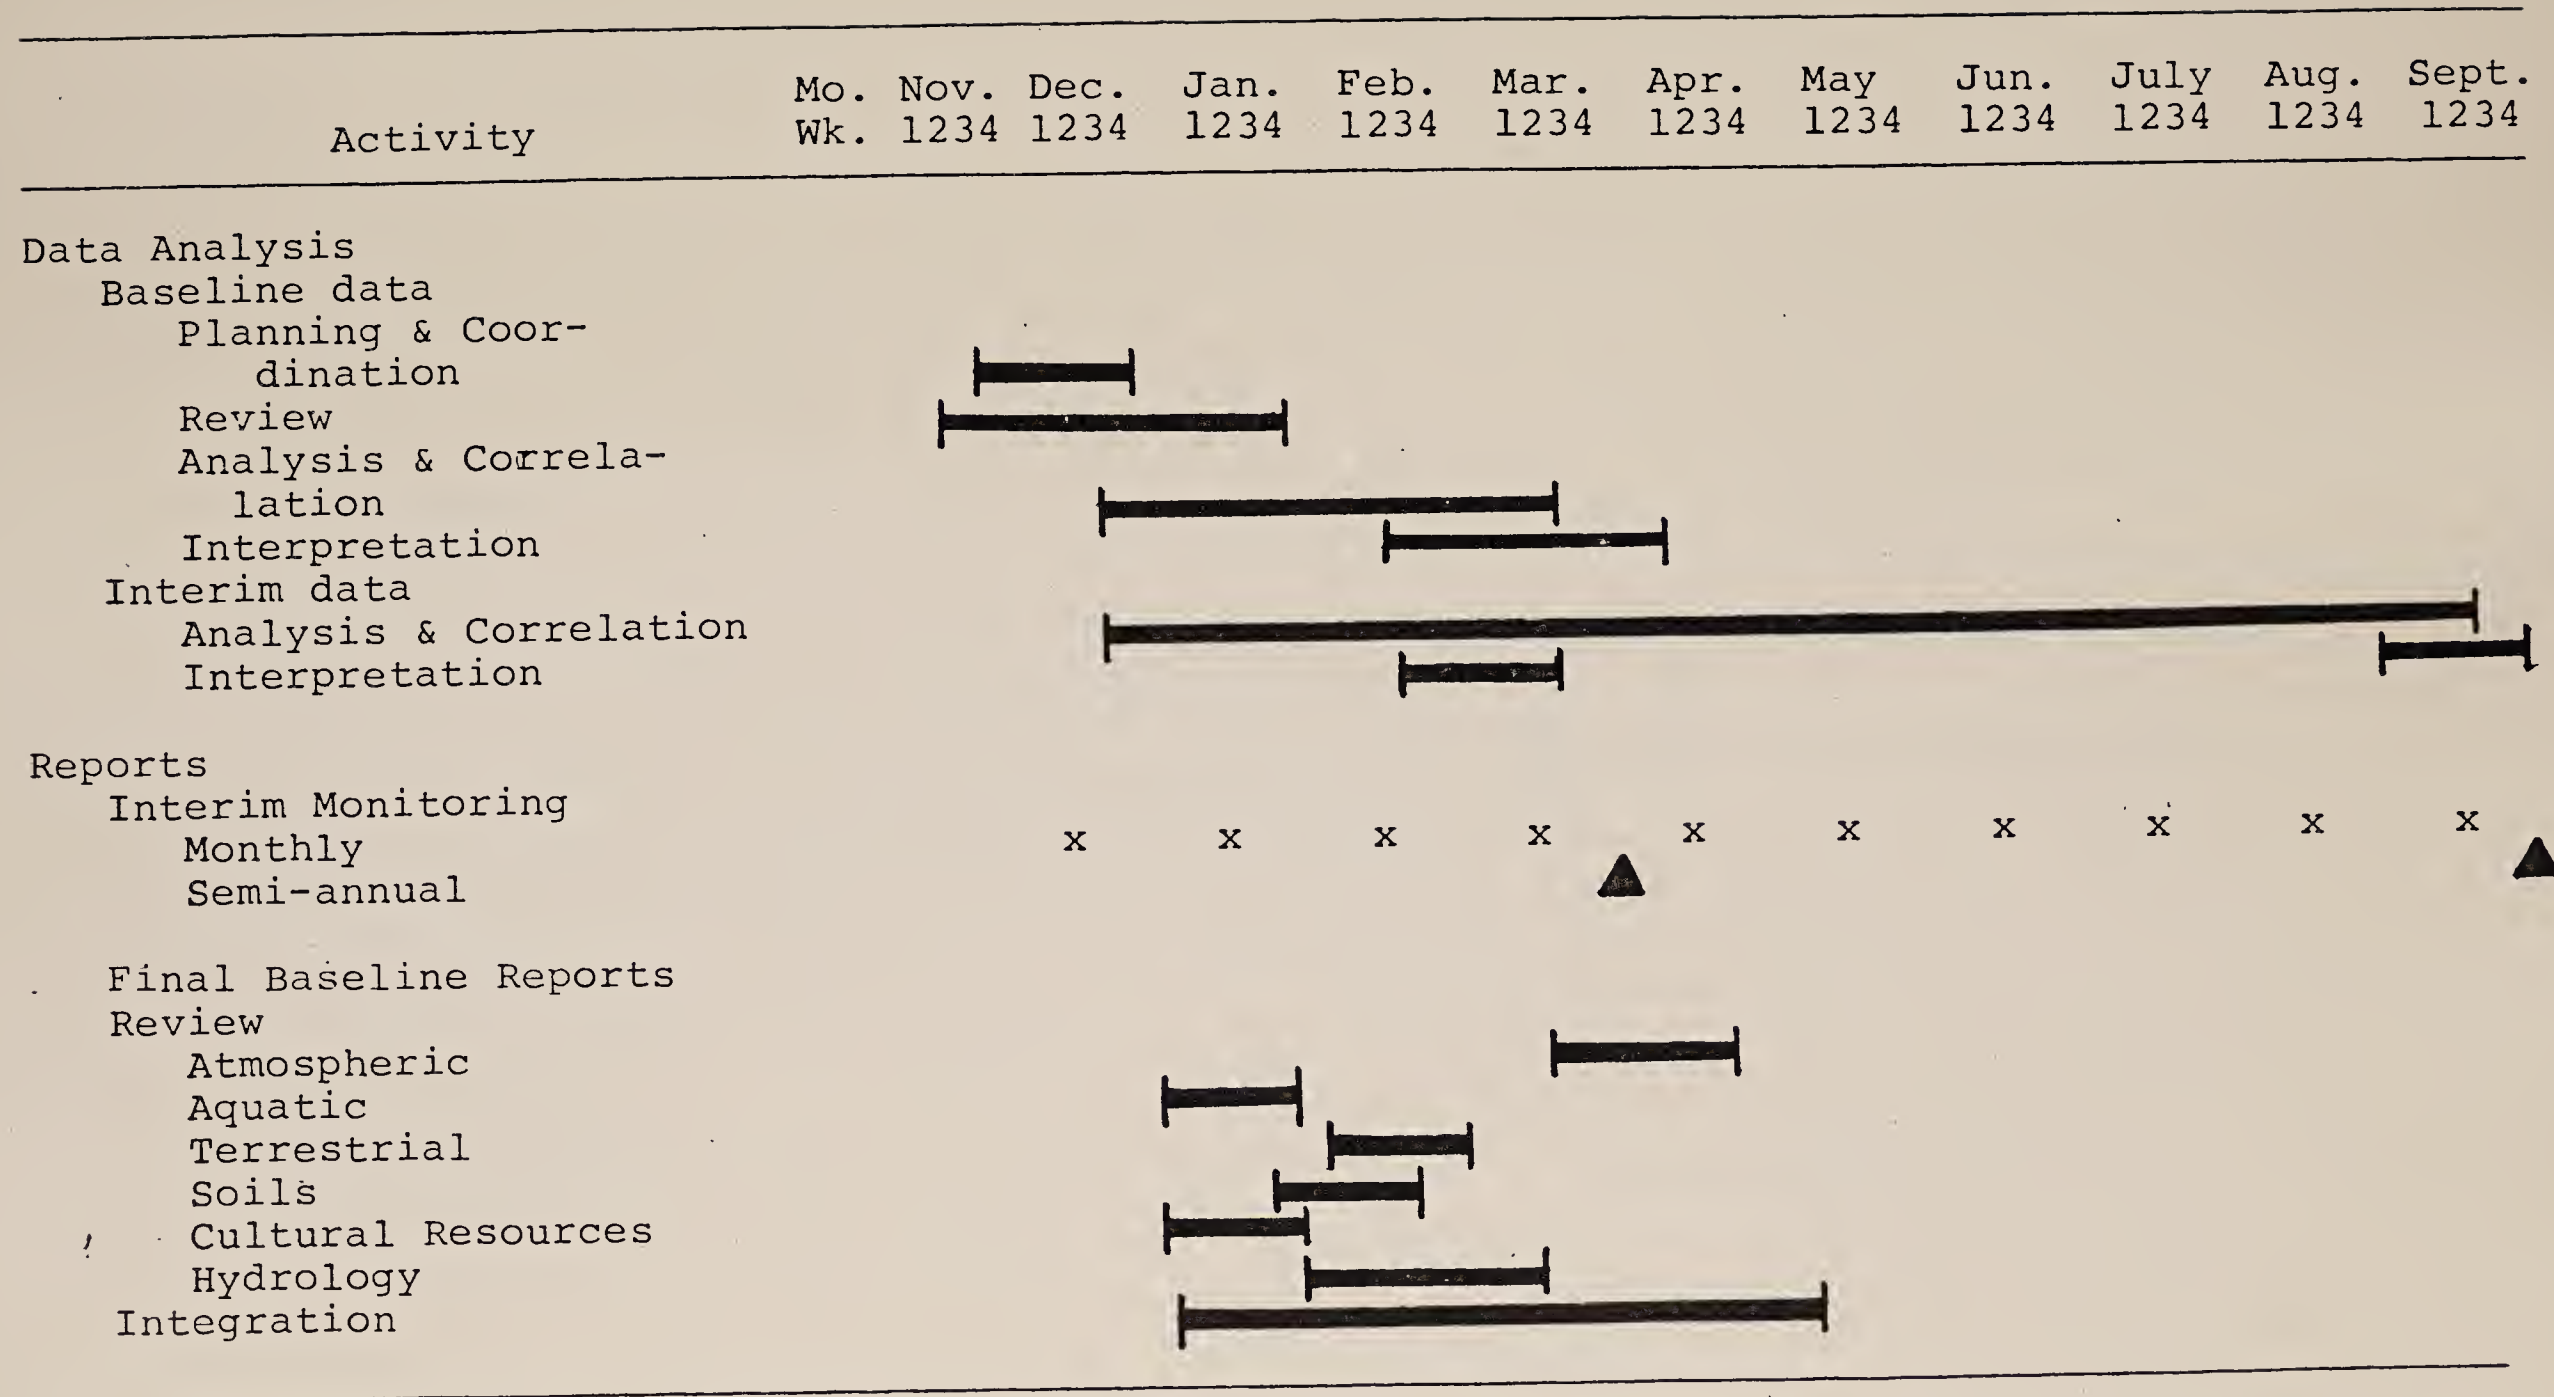 Mo. Nov. Dec. Jan. Feb. Mar. Apr. May Jun. July Aug. Sept.
Activity Wk. 1234 1234 1234 1234 1234 1234 1234 1234 1234 1234 1234
Data Analysis
Baseline data
Planning & Coor-
dination
Review
Analysis & Correla-
lation
Interpretation
Interim data
Analysis & Correlation
Interpretation
Reports
Interim Monitoring
Monthly x x x x x x x x x x
Semi-annual
Final Baseline Reports
Review
Atmospheric
Aquatic
Terrestrial
Soils
Cultural Resources
Hydrology
Integration